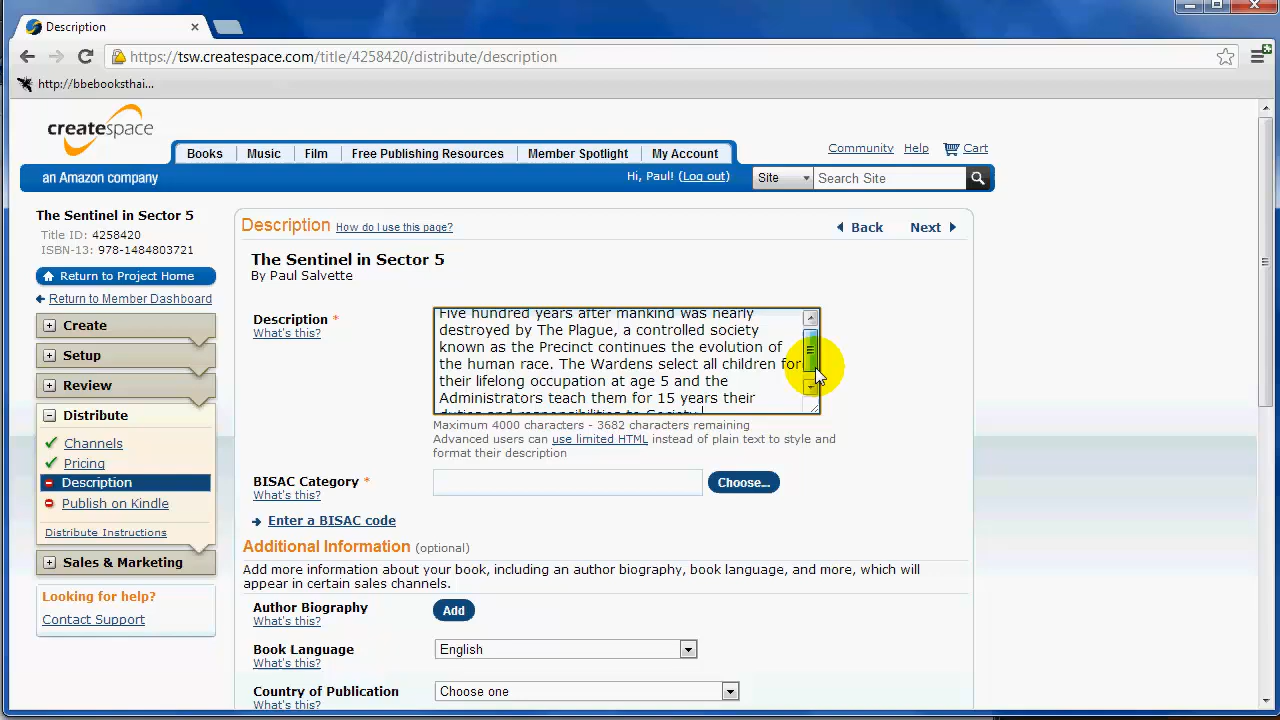 Description
https://tsw.createspace.com/title/4258420/distribute/description
http://bbebooksthai...
createspace
Books Music Film Free Publishing Resources Member Spotlight My Account
Community Help Cart
an Amazon company
Hi, Paul! (Log out)
Site
Search Site
The Sentinel in Sector 5
Title ID: 4258420
ISBN-13: 978-1484803721
Return to Project Home
Return to Member Dashboard
Create
Setup
Review
Distribute
Channels
Pricing
Description
Publish on Kindle
Distribute Instructions
Sales & Marketing
Looking for help?
Contact Support
Description How do I use this page?
Back Next
The Sentinel in Sector 5
By Paul Salvette
Description *
What's this?
Five hundred years after mankind was nearly
destroyed by The Plague, a controlled society
known as the Precinct continues the evolution of
the human race. The Wardens select all children for
their lifelong occupation at age 5 and the
Administrators teach them for 15 years their
duties and responsibilities to Society.
Maximum 4000 characters - 3682 characters remaining
Advanced users can use limited HTML instead of plain text to style and
format their description
BISAC Category *
What's this?
Choose...
Enter a BISAC code
Additional Information (optional)
Add more information about your book, including an author biography, book language, and more, which will
appear in certain sales channels.
Author Biography
What's this?
Add
Book Language
What's this?
English
Country of Publication
What's this?
Choose one